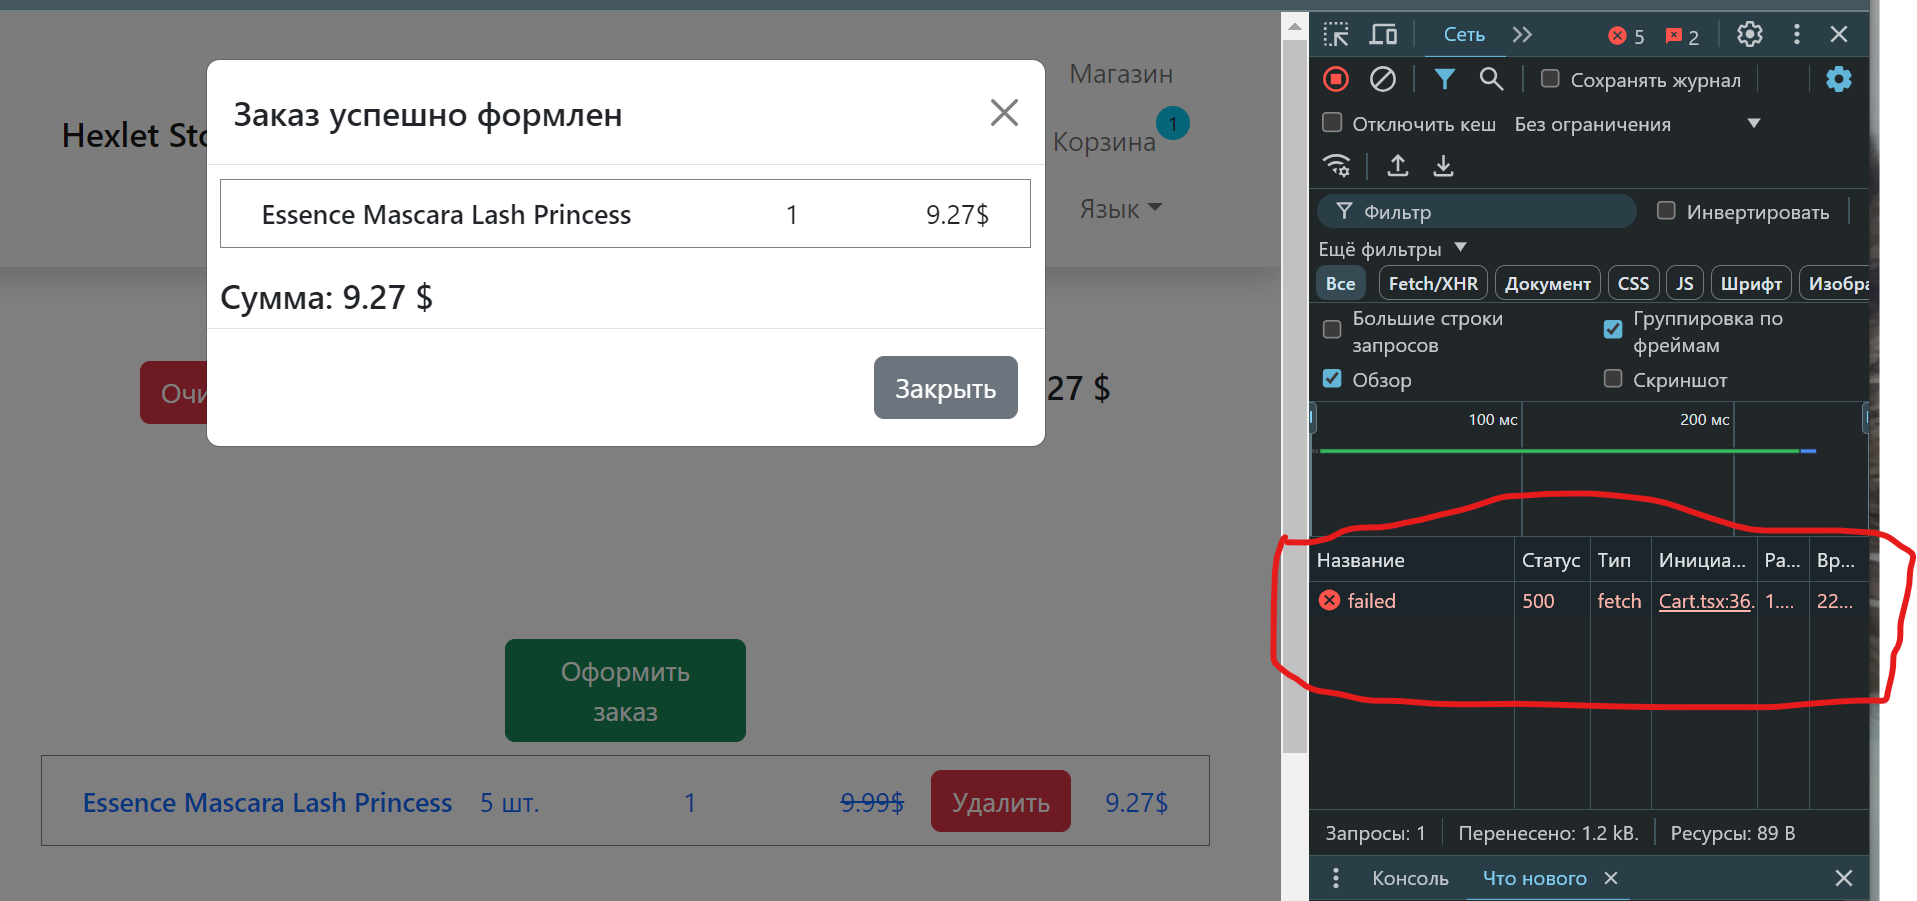 Заказ успешно формлен
Essence Mascara Lash Princess 1 9.27$
Сумма: 9.27 $
Закрыть
Hexlet Sto
Магазин
Корзина 1
Язык
Очи
27 $
Оформить
заказ
Essence Mascara Lash Princess 5 шт. 1 9.99$ Удалить 9.27$
Сеть 5 2
Сохранять журнал
Отключить кеш Без ограничения
Фильтр Инвертировать
Ещё фильтры
Все Fetch/XHR Документ CSS JS Шрифт Изобра
Большие строки
запросов
Группировка по
фреймам
Обзор Скриншот
100 мс 200 мс
Название Статус Тип Инициа... Ра... Вр...
failed 500 fetch Cart.tsx:36. 1.... 22...
Запросы: 1 Перенесено: 1.2 kB. Ресурсы: 89 B
Консоль Что нового